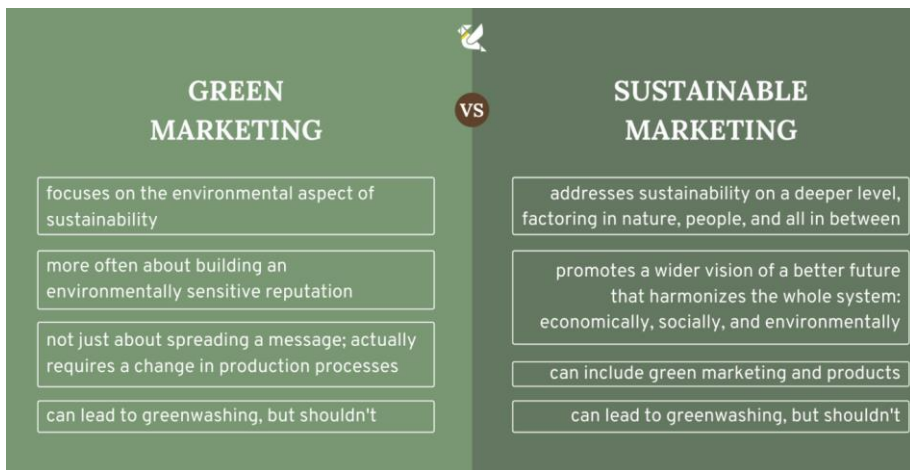 GREEN
MARKETING
focuses on the environmental aspect of
sustainability
more often about building an
environmentally sensitive reputation
not just about spreading a message; actually
requires a change in production processes
can lead to greenwashing, but shouldn't
VS
SUSTAINABLE
MARKETING
addresses sustainability on a deeper level,
factoring in nature, people, and all in between
promotes a wider vision of a better future
that harmonizes the whole system:
economically, socially, and environmentally
can include green marketing and products
can lead to greenwashing, but shouldn't